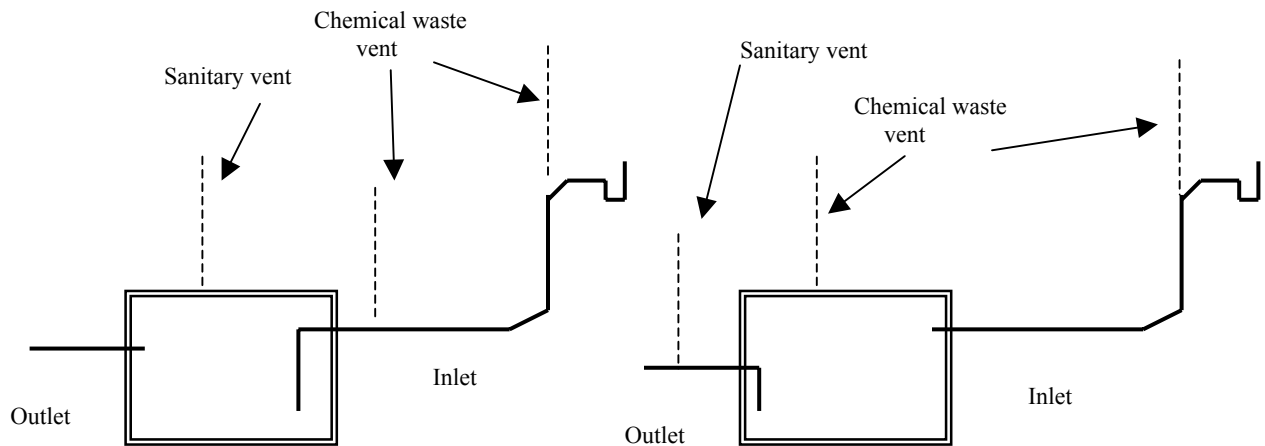 Chemical waste
vent
Sanitary vent
Inlet
Outlet
Sanitary vent
Chemical waste
vent
Inlet
Outlet